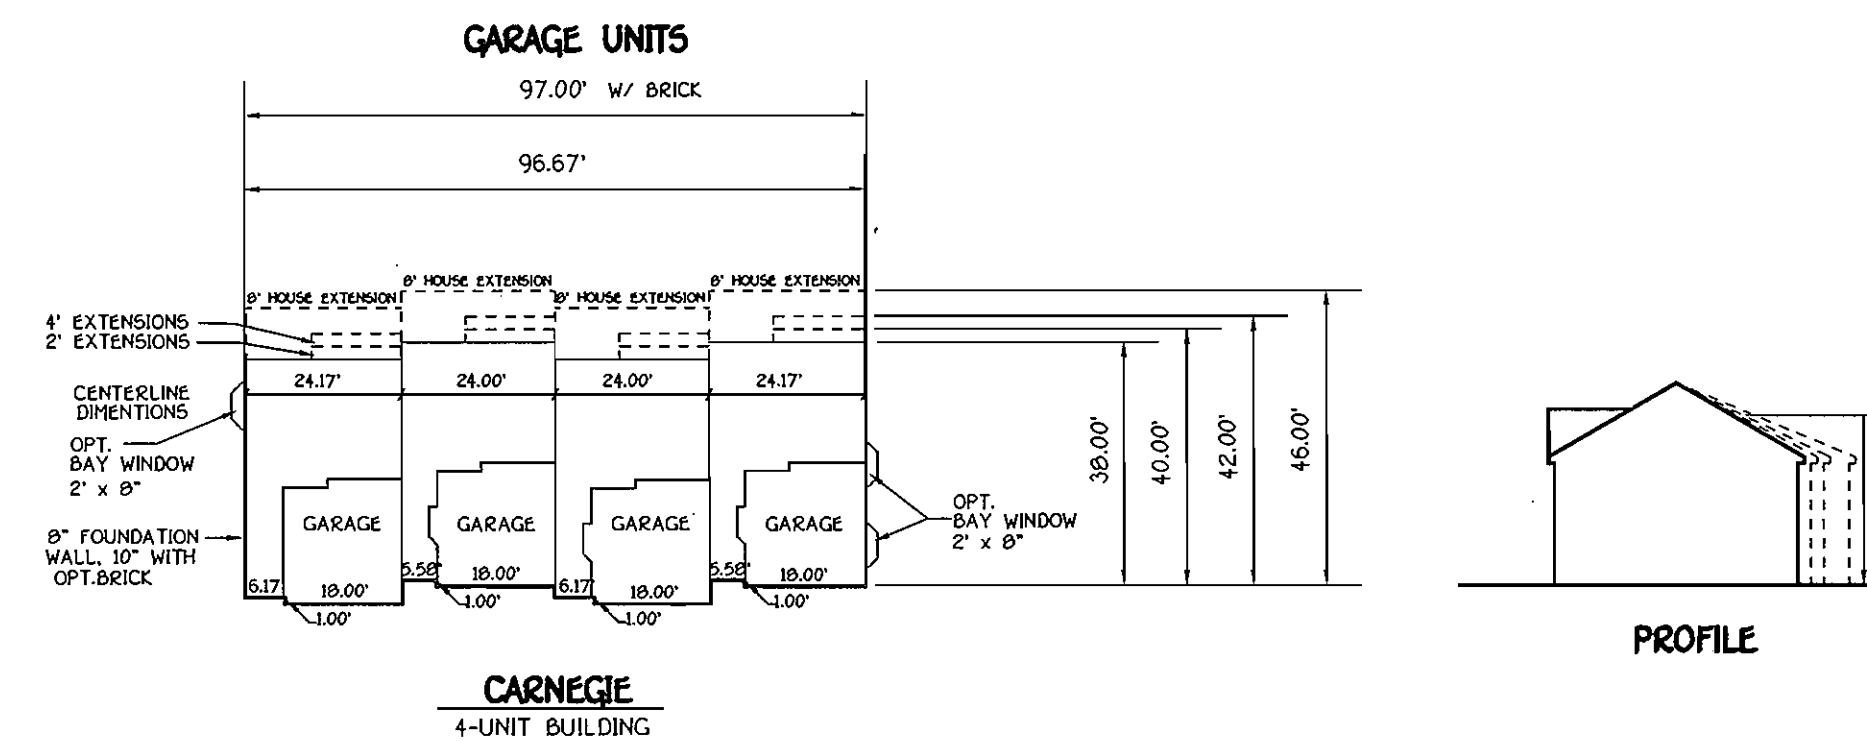 GARAGE UNITS
97.00' W/ BRICK
96.67'
8' HOUSE EXTENSION
8' HOUSE EXTENSION
8' HOUSE EXTENSION
8' HOUSE EXTENSION
4' EXTENSIONS
2' EXTENSIONS
24.17'
24.00'
24.00'
24.17'
CENTERLINE
DIMENTIONS
OPT.
BAY WINDOW
2' x 8"
8" FOUNDATION
WALL, 10" WITH
OPT.BRICK
GARAGE
GARAGE
GARAGE
GARAGE
6.17'
18.00'
1.00'
5.58'
18.00'
1.00'
6.17'
18.00'
1.00'
5.58'
18.00'
1.00'
OPT.
BAY WINDOW
2' x 8"
38.00'
40.00'
42.00'
46.00'
PROFILE
CARNEGIE
4-UNIT BUILDING